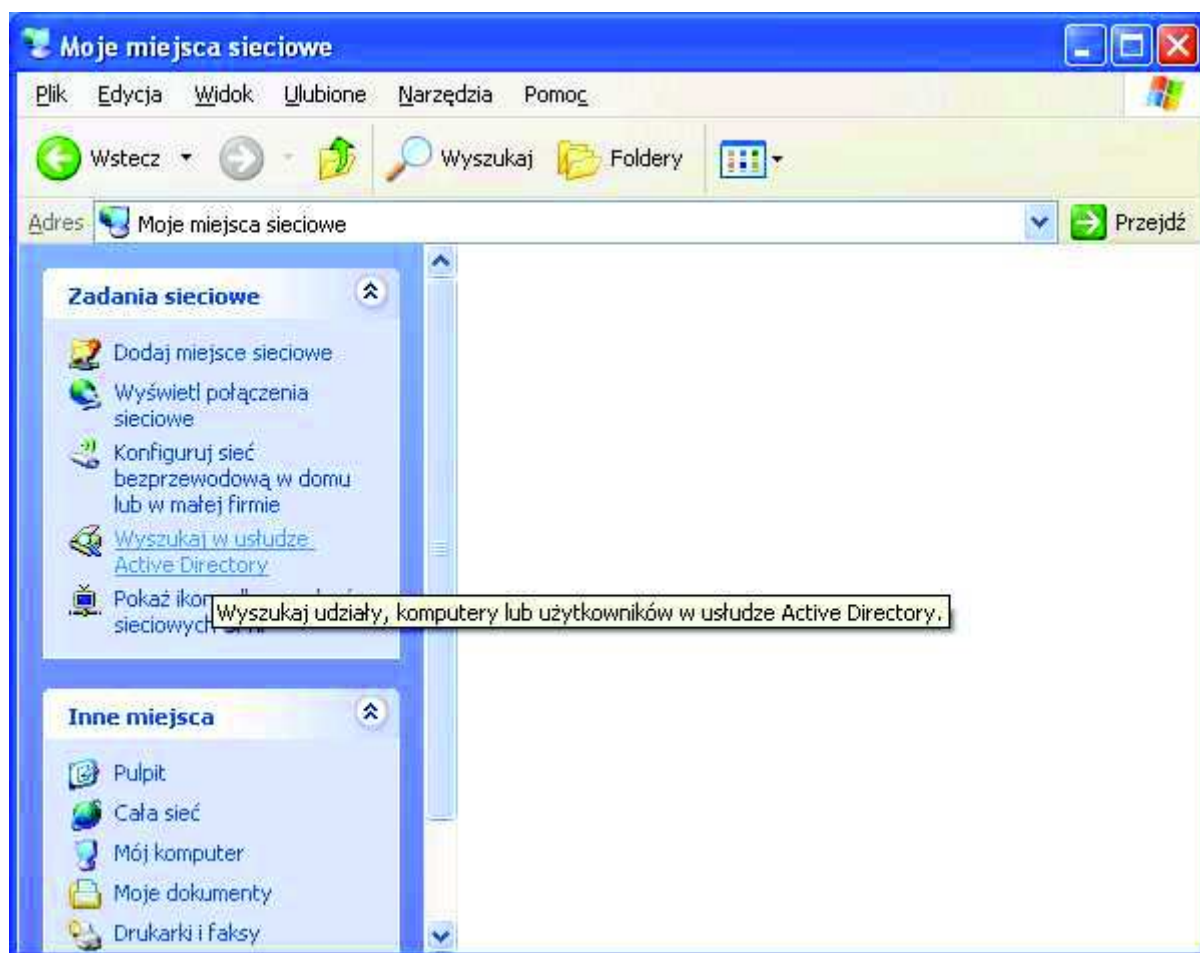 Moje miejsca sieciowe
Plik Edycja Widok Ulubione Narzędzia Pomoc
Wstecz Wyszukaj Foldery
Adres Moje miejsca sieciowe Przejdź
Zadania sieciowe
Dodaj miejsce sieciowe
Wyświetl połączenia
sieciowe
Konfiguruj sieć
bezprzewodową w domu
lub w małej firmie
Wyszukaj w usłudze
Active Directory
Pokaż
sieciowych
Wyszukaj udziały, komputery lub użytkowników w usłudze Active Directory.
Inne miejsca
Pulpit
Cała sieć
Mój komputer
Moje dokumenty
Drukarki i faksy